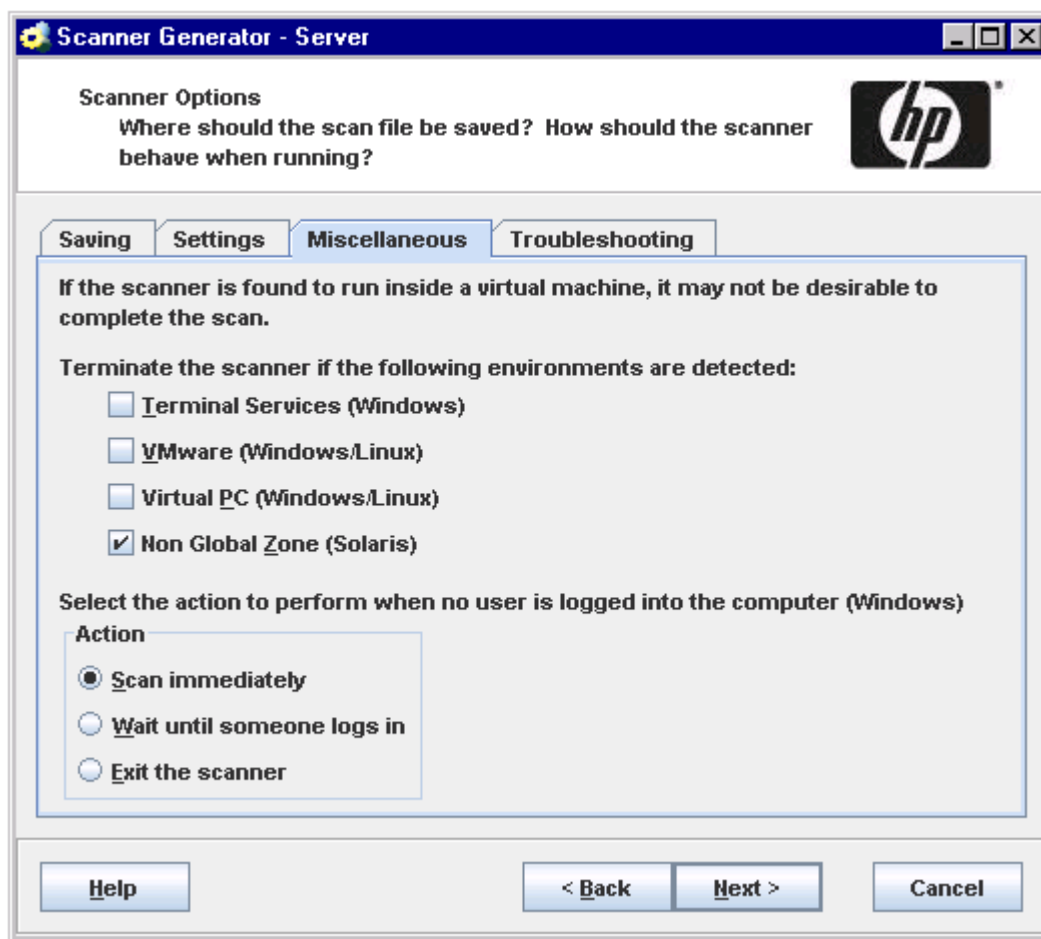 Scanner Generator - Server
Scanner Options
Where should the scan file be saved? How should the scanner
behave when running?
hp
Saving
Settings
Miscellaneous
Troubleshooting
If the scanner is found to run inside a virtual machine, it may not be desirable to
complete the scan.
Terminate the scanner if the following environments are detected:
Terminal Services (Windows)
VMware (Windows/Linux)
Virtual PC (Windows/Linux)
Non Global Zone (Solaris)
Select the action to perform when no user is logged into the computer (Windows)
Action
Scan immediately
Wait until someone logs in
Exit the scanner
Help
< Back
Next >
Cancel